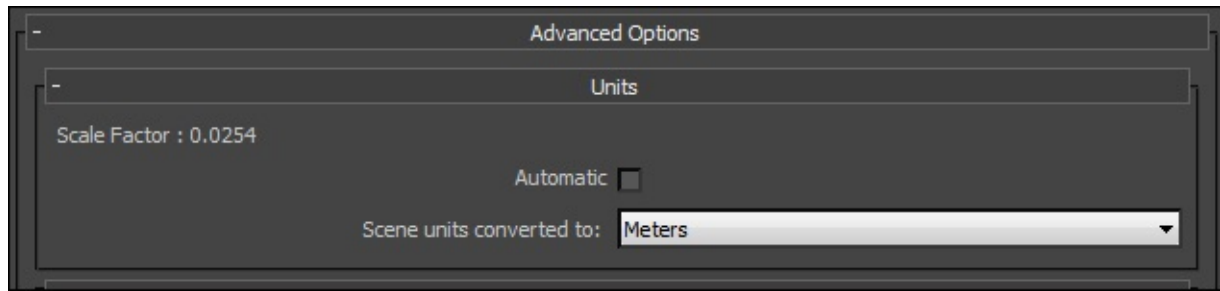 - Advanced Options
- Units
Scale Factor : 0.0254
Automatic
Scene units converted to: Meters